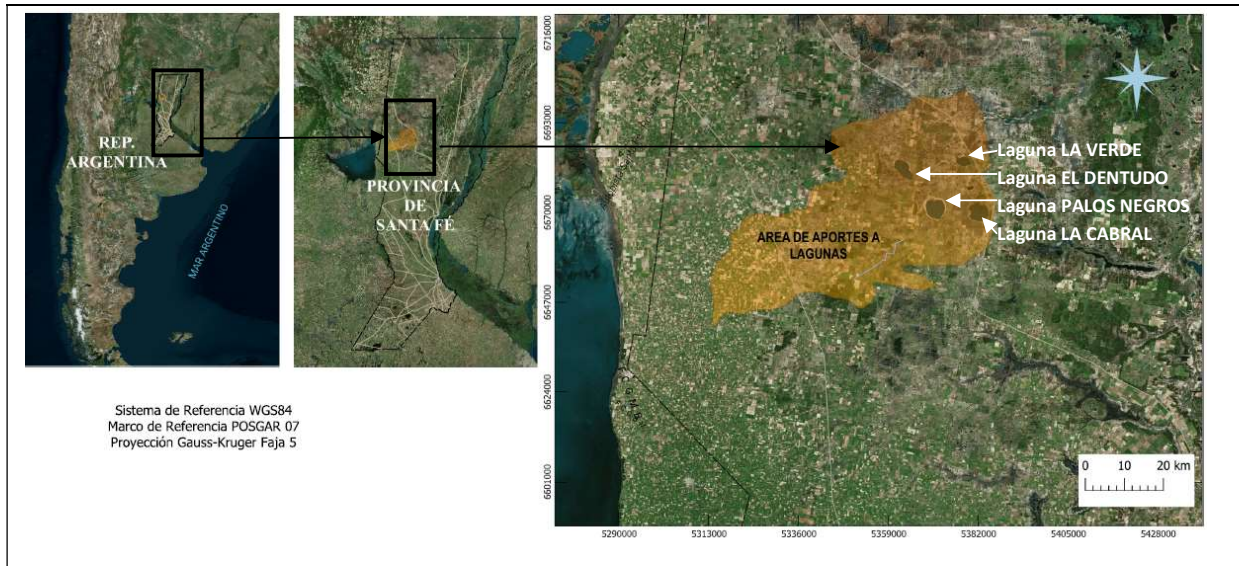 REP.
ARGENTINA
MAR ARGENTINO
PROVINCIA
DE
SANTA FÉ
Sistema de Referencia WGS84
Marco de Referencia POSGAR 07
Proyección Gauss-Kruger Faja 5
6716000
6693000
6670000
6647000
6624000
6601000
Laguna LA VERDE
Laguna EL DENTUDO
Laguna PALOS NEGROS
Laguna LA CABRAL
AREA DE APORTES A
LAGUNAS
0 10 20 km
5290000 5313000 5336000 5359000 5382000 5405000 5428000